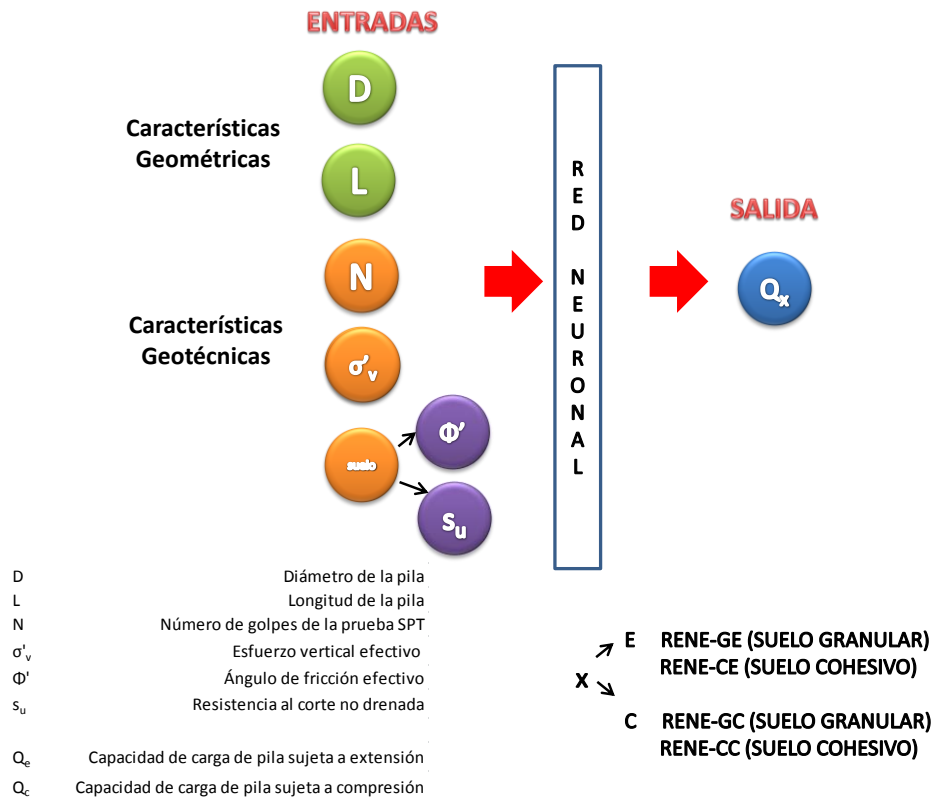 ENTRADAS
D
Características
Geométricas
L
RED NEURONAL
SALIDA
N
Qx
Características
Geotécnicas
σ'v
Φ'
suelo
su
D Diámetro de la pila
L Longitud de la pila
N Número de golpes de la prueba SPT
σ'v Esfuerzo vertical efectivo
Φ' Ángulo de fricción efectivo
su Resistencia al corte no drenada
Qe Capacidad de carga de pila sujeta a extensión
Qc Capacidad de carga de pila sujeta a compresión
E RENE-GE (SUELO GRANULAR)
RENE-CE (SUELO COHESIVO)
X
C RENE-GC (SUELO GRANULAR)
RENE-CC (SUELO COHESIVO)